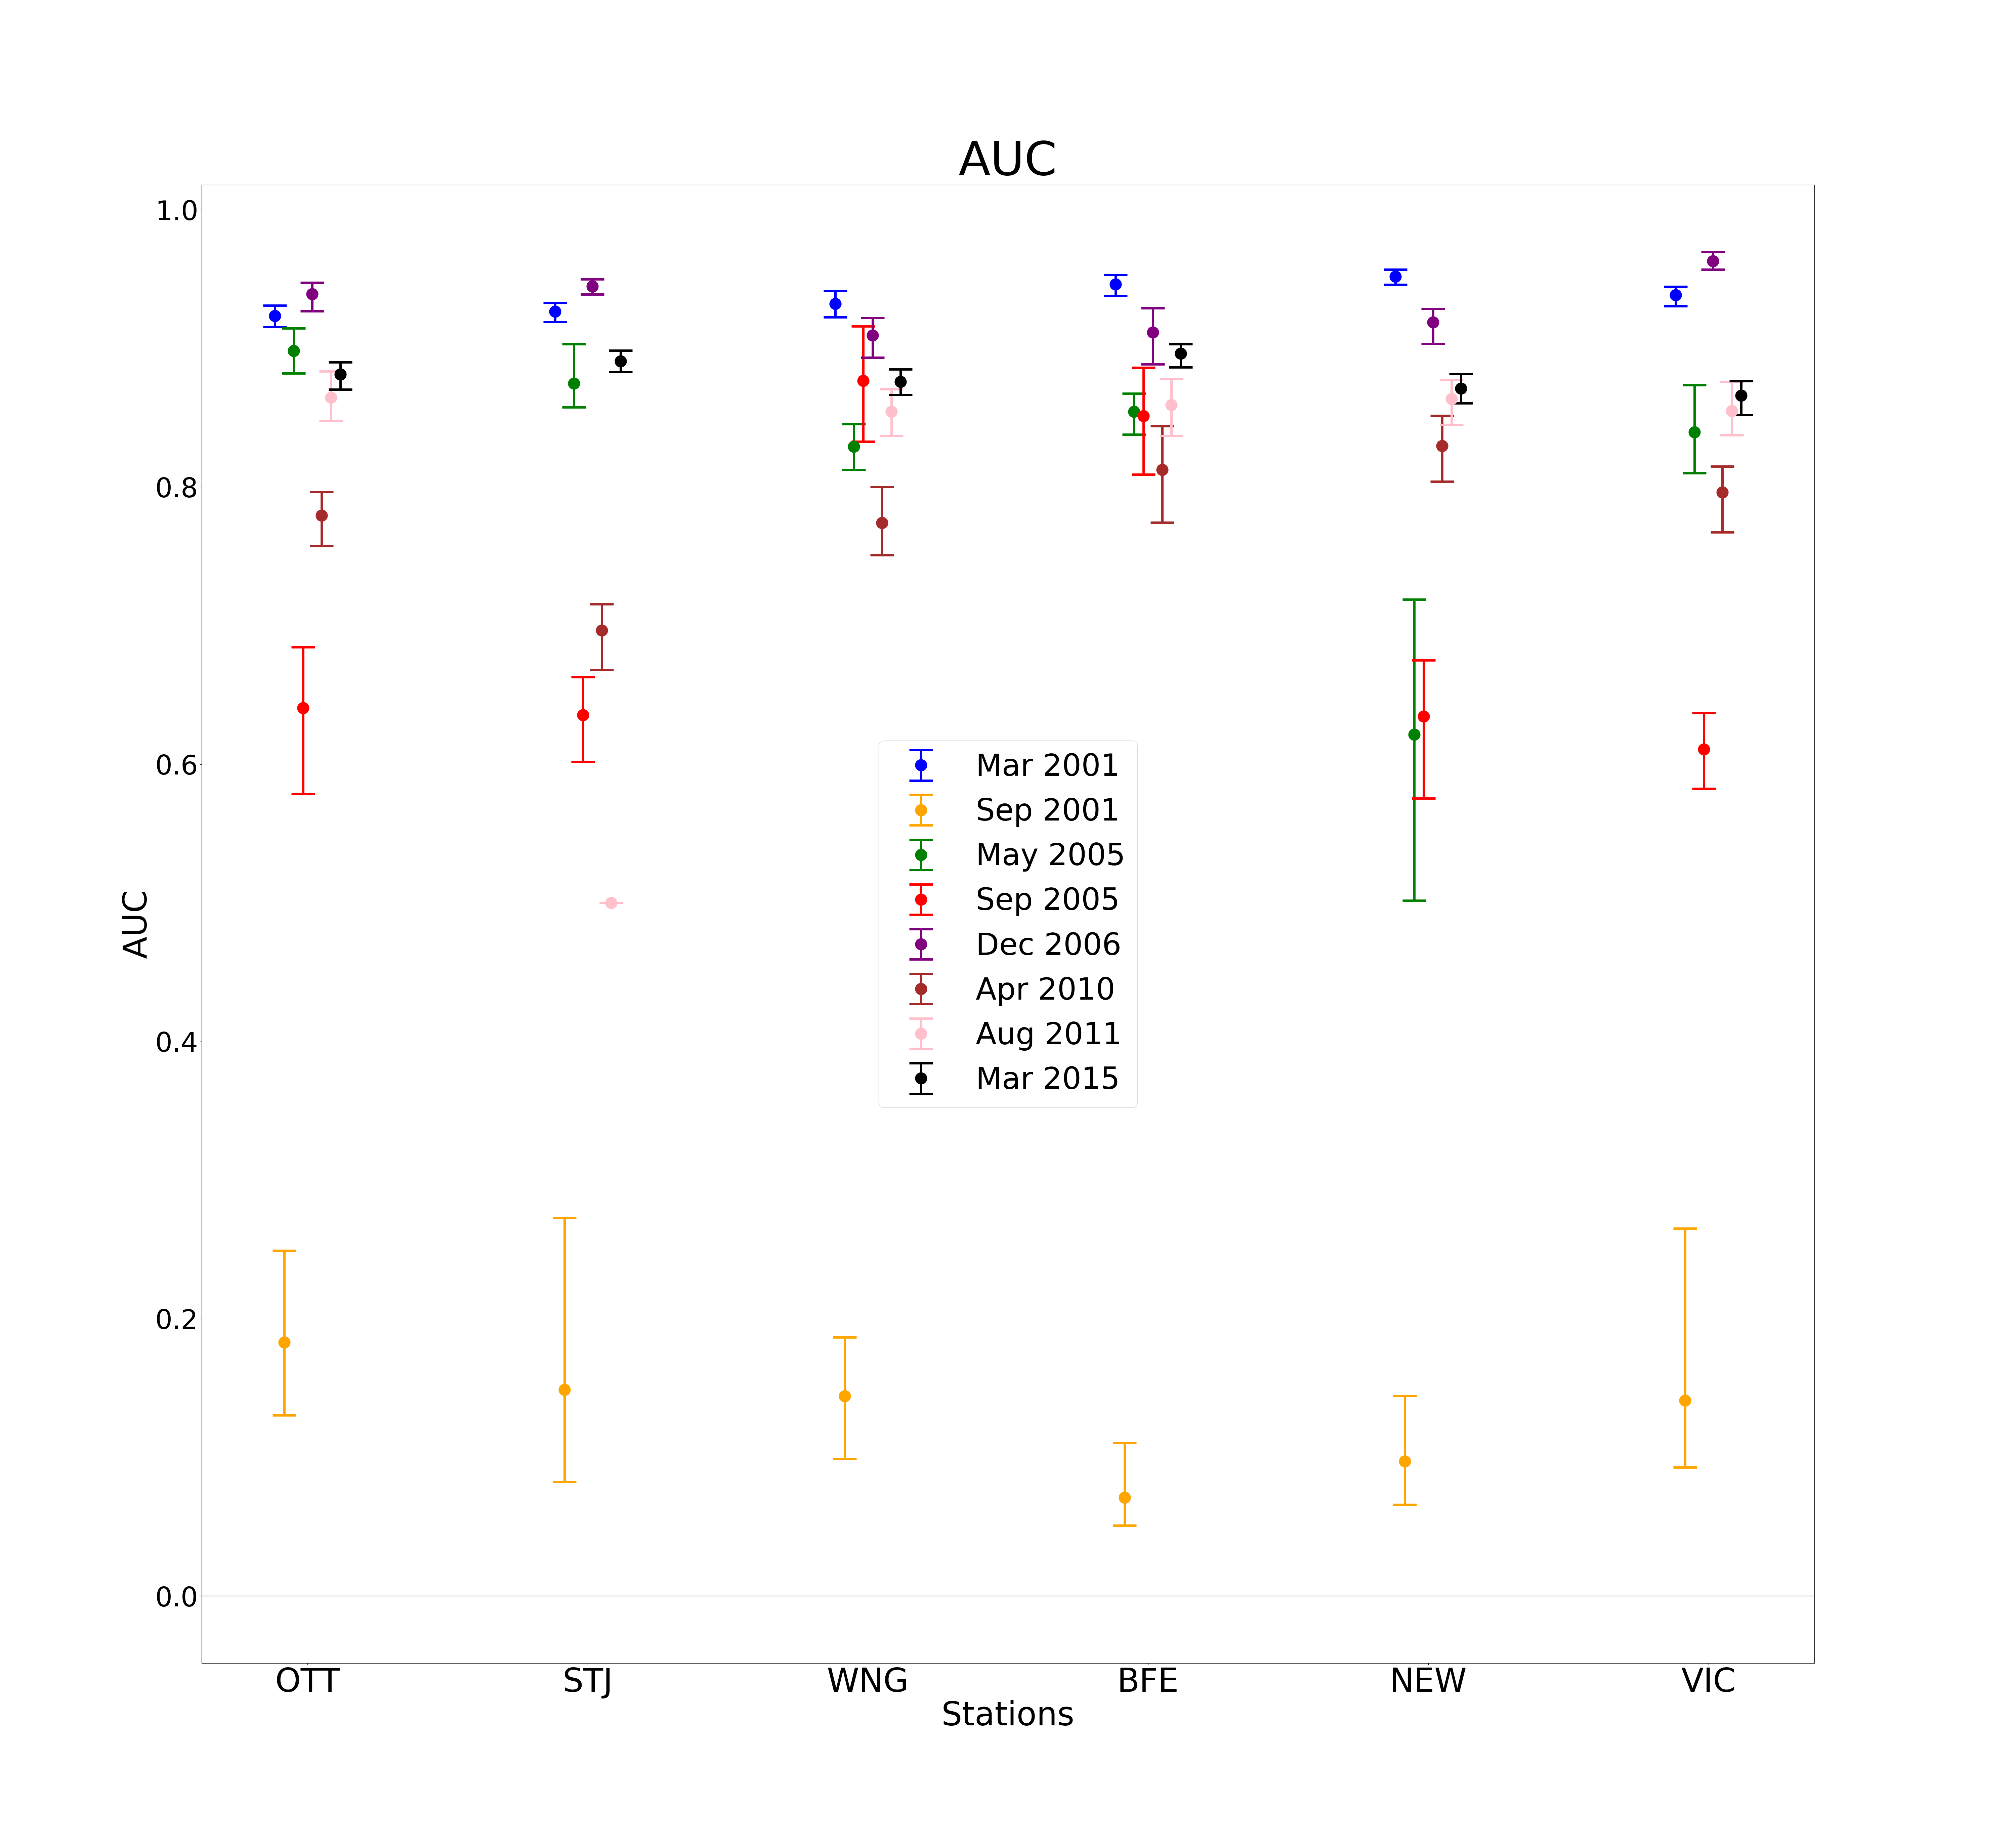 AUC
1.0
0.8
0.6
0.4
0.2
0.0
AUC
Mar 2001
Sep 2001
May 2005
Sep 2005
Dec 2006
Apr 2010
Aug 2011
Mar 2015
OTT STJ WNG BFE NEW VIC
Stations